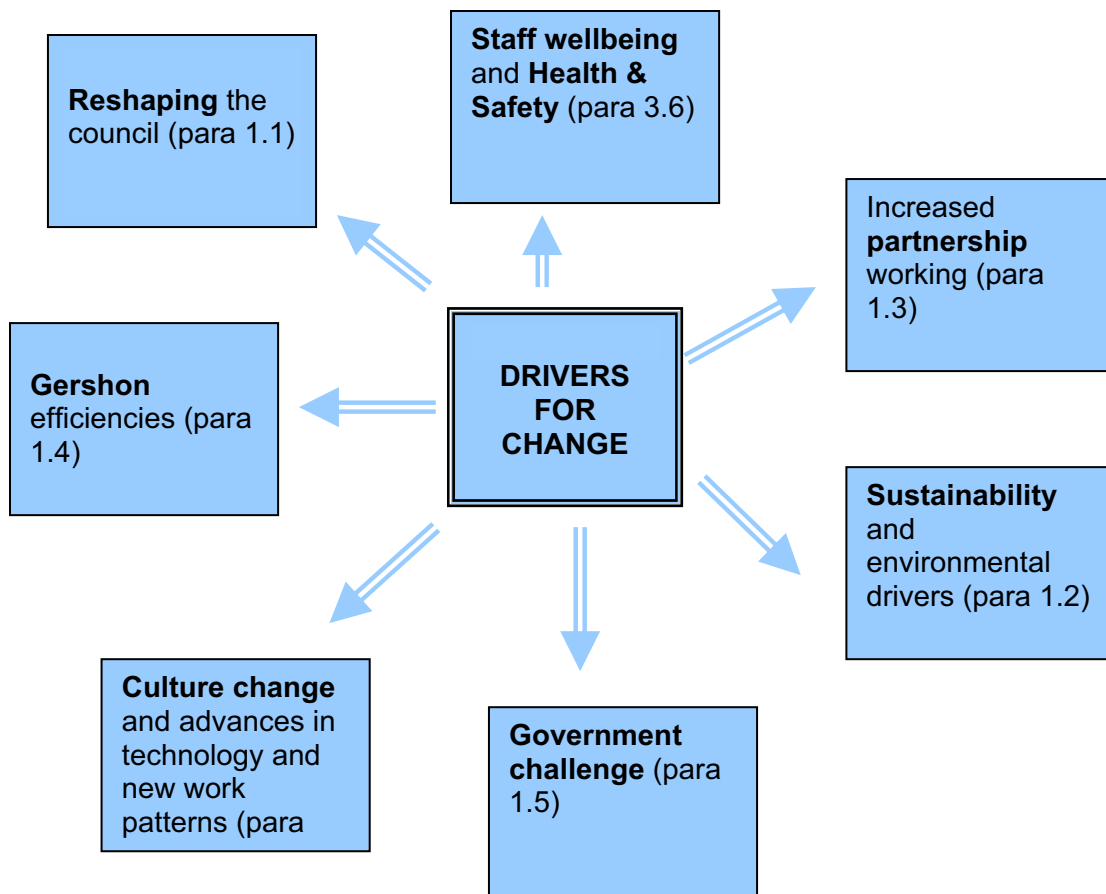 Reshaping the
council (para 1.1)
Staff wellbeing
and Health &
Safety (para 3.6)
Increased
partnership
working (para
1.3)
Gershon
efficiencies (para
1.4)
DRIVERS
FOR
CHANGE
Sustainability
and
environmental
drivers (para 1.2)
Culture change
and advances in
technology and
new work
patterns (para
Government
challenge (para
1.5)